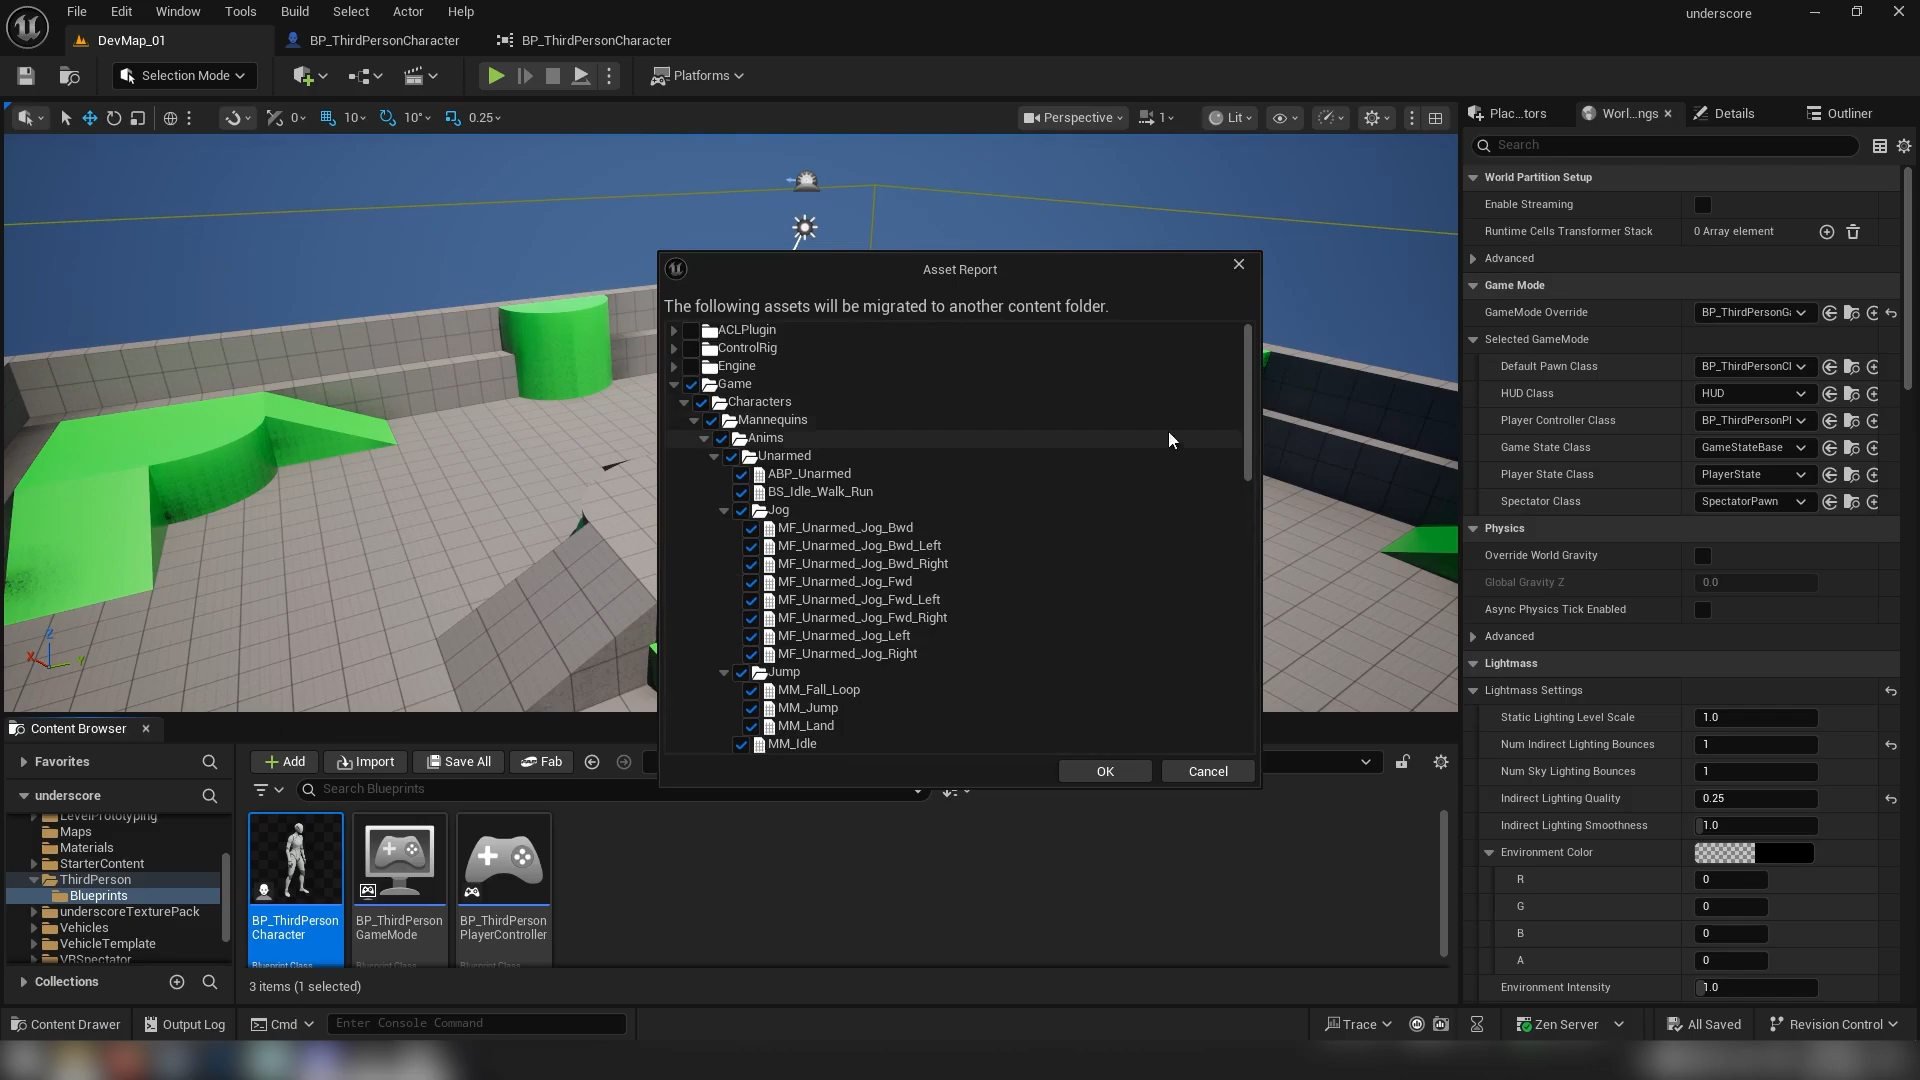 File Edit Window Tools Build Select Actor Help
underscore
DevMap_01
BP_ThirdPersonCharacter
BP_ThirdPersonCharacter
Selection Mode
Platforms
0
10
10°
0.25
Perspective
1
Lit
Plac...tors
Worl...ngs
Details
Outliner
Search
World Partition Setup
Enable Streaming
Runtime Cells Transformer Stack
0 Array element
Advanced
Game Mode
GameMode Override
BP_ThirdPersonGa
Selected GameMode
Default Pawn Class
BP_ThirdPersonCl
HUD Class
HUD
Player Controller Class
BP_ThirdPersonPl
Game State Class
GameStateBase
Player State Class
PlayerState
Spectator Class
SpectatorPawn
Physics
Override World Gravity
Global Gravity Z
0.0
Async Physics Tick Enabled
Advanced
Lightmass
Lightmass Settings
Static Lighting Level Scale
1.0
Num Indirect Lighting Bounces
1
Num Sky Lighting Bounces
1
Indirect Lighting Quality
0.25
Indirect Lighting Smoothness
1.0
Environment Color
R
0
G
0
B
0
A
0
Environment Intensity
1.0
Asset Report
The following assets will be migrated to another content folder.
ACLPlugin
ControlRig
Engine
Game
Characters
Mannequins
Anims
Unarmed
ABP_Unarmed
BS_Idle_Walk_Run
Jog
MF_Unarmed_Jog_Bwd
MF_Unarmed_Jog_Bwd_Left
MF_Unarmed_Jog_Bwd_Right
MF_Unarmed_Jog_Fwd
MF_Unarmed_Jog_Fwd_Left
MF_Unarmed_Jog_Fwd_Right
MF_Unarmed_Jog_Left
MF_Unarmed_Jog_Right
Jump
MM_Fall_Loop
MM_Jump
MM_Land
MM_Idle
OK
Cancel
X
Y
Z
Content Browser
Favorites
underscore
LevelPrototyping
Maps
Materials
StarterContent
ThirdPerson
Blueprints
underscoreTexturePack
Vehicles
VehicleTemplate
VRSpectator
Collections
Add
Import
Save All
Fab
Search Blueprints
BP_ThirdPerson
Character
Blueprint Class
BP_ThirdPerson
GameMode
Blueprint Class
BP_ThirdPerson
PlayerController
Blueprint Class
3 items (1 selected)
Content Drawer
Output Log
Cmd
Enter Console Command
Trace
Zen Server
All Saved
Revision Control